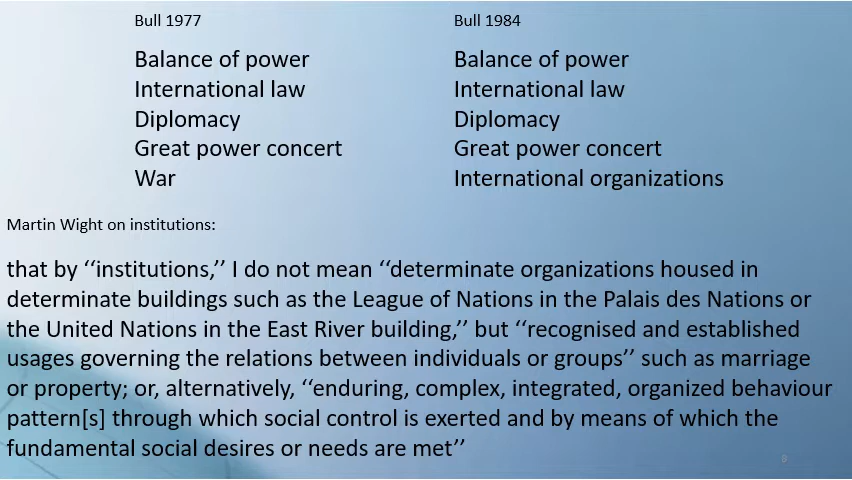 Bull 1977
Bull 1984
Balance of power
International law
Diplomacy
Great power concert
War
Balance of power
International law
Diplomacy
Great power concert
International organizations
Martin Wight on institutions:
that by ‘‘institutions,’’ I do not mean ‘‘determinate organizations housed in
determinate buildings such as the League of Nations in the Palais des Nations or
the United Nations in the East River building,’’ but ‘‘recognised and established
usages governing the relations between individuals or groups’’ such as marriage
or property; or, alternatively, ‘‘enduring, complex, integrated, organized behaviour
pattern[s] through which social control is exerted and by means of which the
fundamental social desires or needs are met’’
8